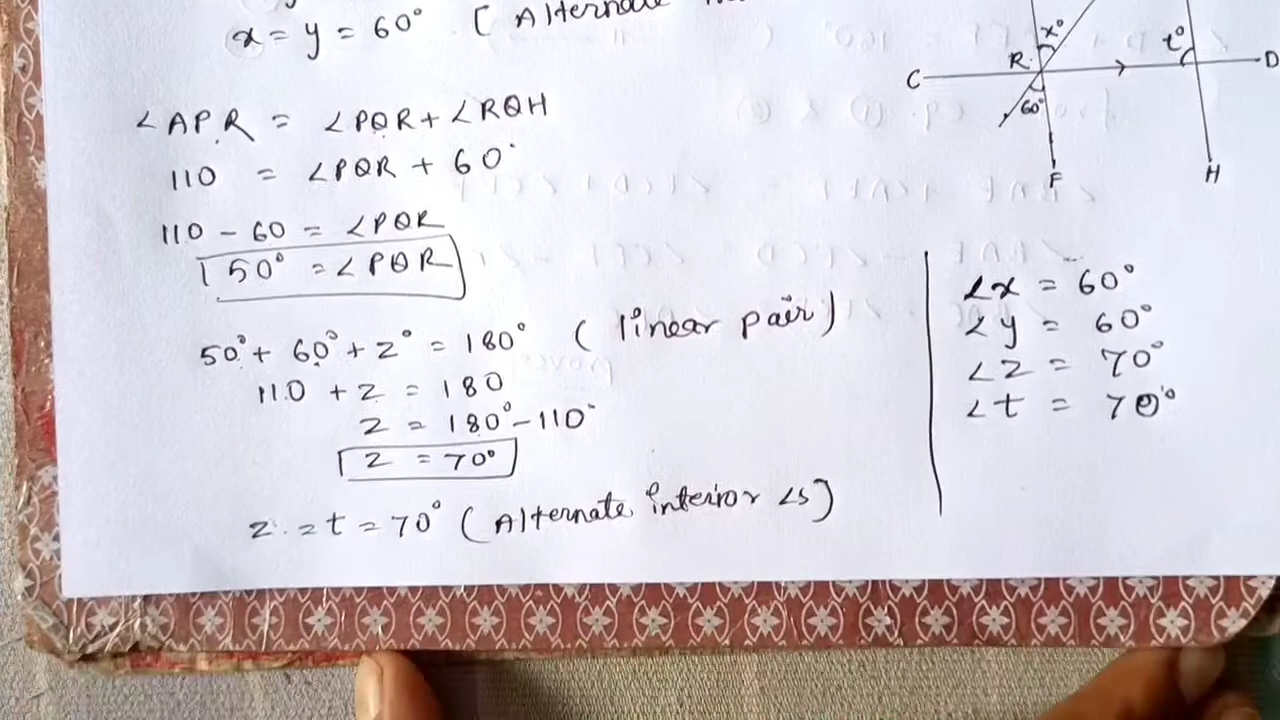 x = y = 60° [ Alternate
∠APR = ∠PQR + ∠RQH
110 = ∠PQR + 60°
110 - 60 = ∠PQR
50° = ∠PQR
50° + 60° + z° = 180° ( linear pair )
110 + z = 180
z = 180° - 110°
z = 70°
z = t = 70° ( Alternate interior ∠s )
x°
t°
R
C
D
60°
F
H
∠x = 60°
∠y = 60°
∠z = 70°
∠t = 70°